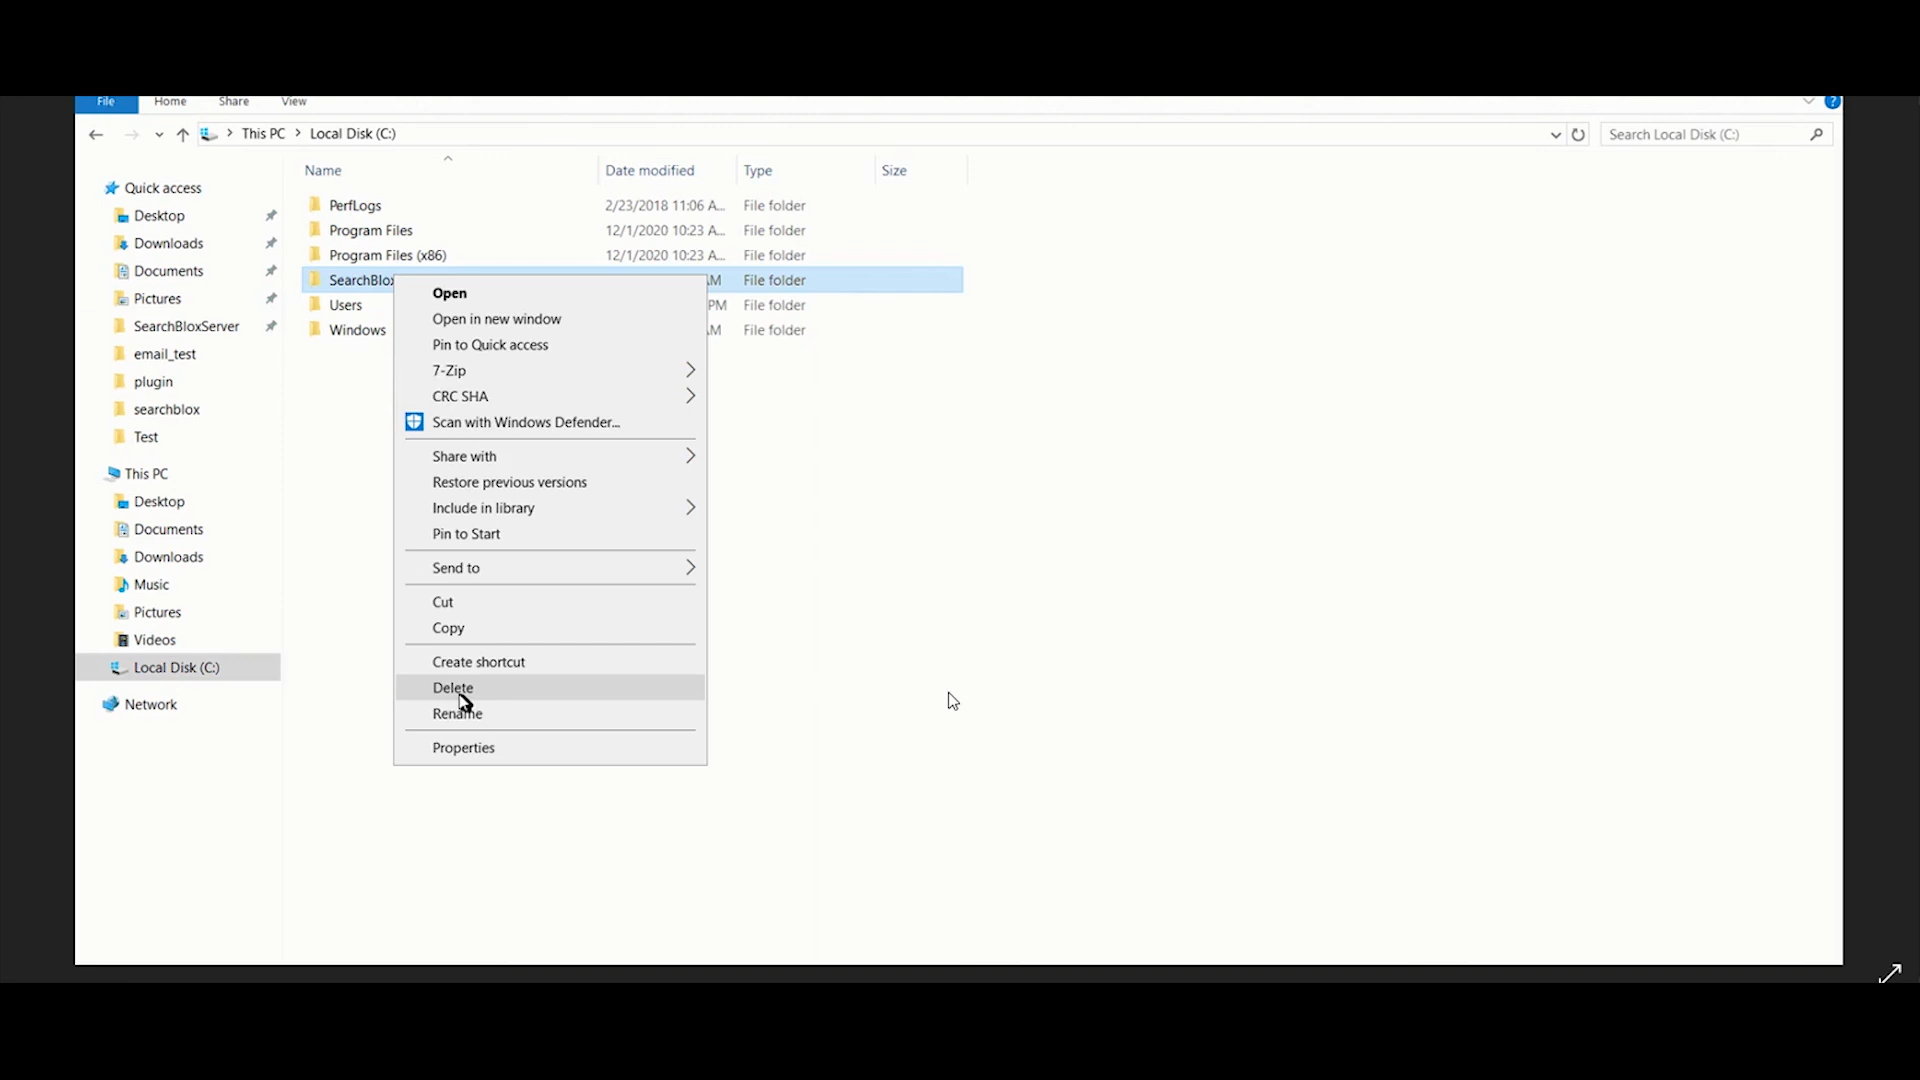 File Home Share View
This PC Local Disk (C:)
Search Local Disk (C:)
Name Date modified Type Size
Quick access
Desktop
Downloads
Documents
Pictures
SearchBloxServer
email_test
plugin
searchblox
Test
This PC
Desktop
Documents
Downloads
Music
Pictures
Videos
Local Disk (C:)
Network
PerfLogs 2/23/2018 11:06 A... File folder
Program Files 12/1/2020 10:23 A... File folder
Program Files (x86) 12/1/2020 10:23 A... File folder
SearchBlox AM File folder
Users PM File folder
Windows AM File folder
Open
Open in new window
Pin to Quick access
7-Zip
CRC SHA
Scan with Windows Defender...
Share with
Restore previous versions
Include in library
Pin to Start
Send to
Cut
Copy
Create shortcut
Delete
Rename
Properties